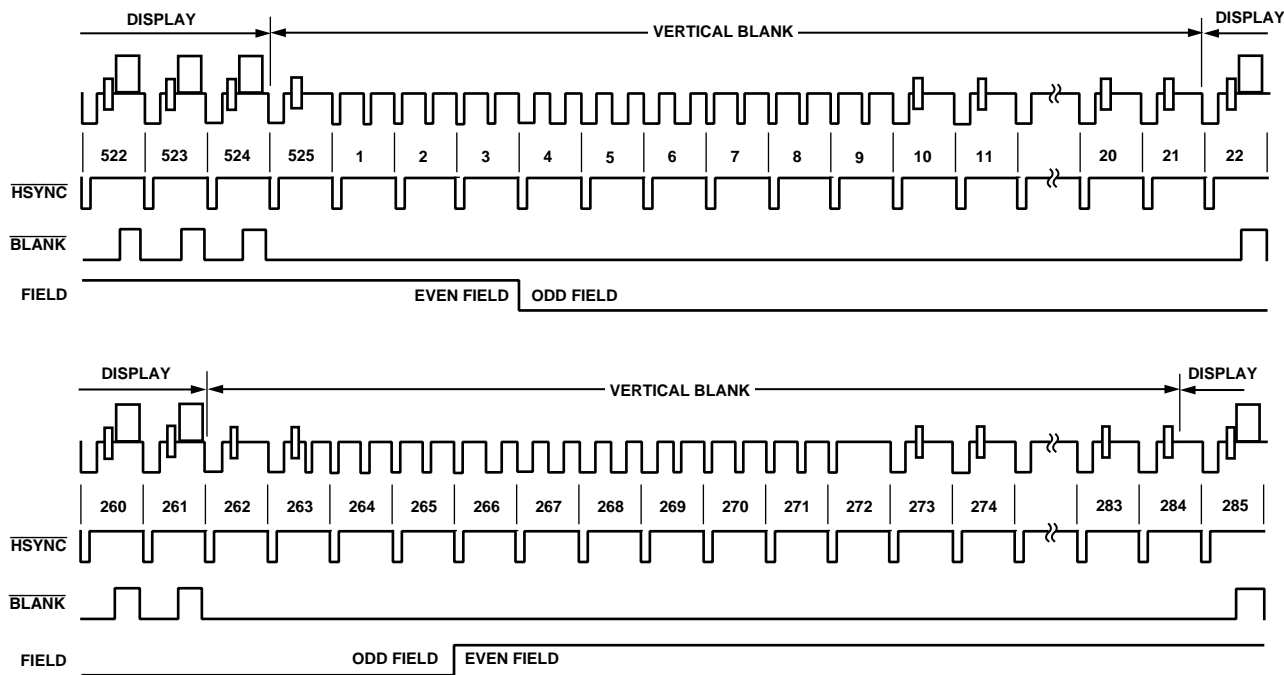 DISPLAY VERTICAL BLANK DISPLAY
522 523 524 525 1 2 3 4 5 6 7 8 9 10 11 20 21 22
HSYNC
BLANK
FIELD EVEN FIELD ODD FIELD
DISPLAY VERTICAL BLANK DISPLAY
260 261 262 263 264 265 266 267 268 269 270 271 272 273 274 283 284 285
HSYNC
BLANK
FIELD ODD FIELD EVEN FIELD